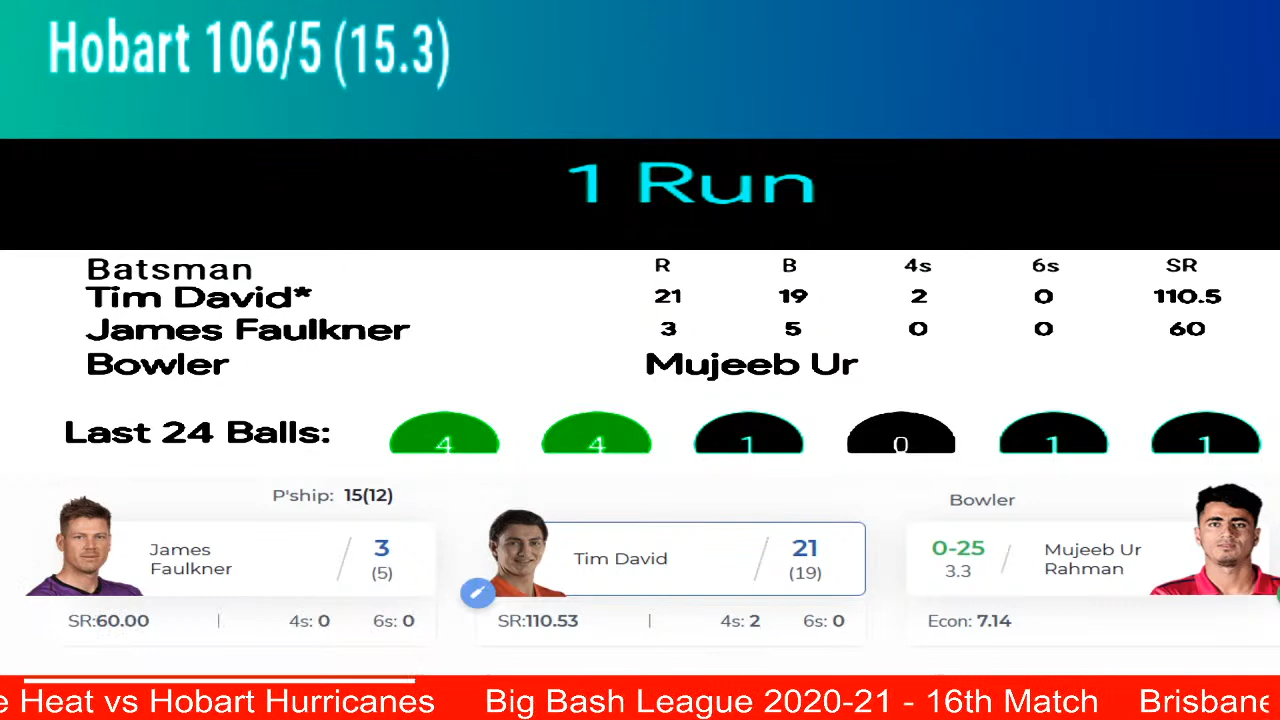 Hobart 106/5 (15.3)
1 Run
Batsman R B 4s 6s SR
Tim David* 21 19 2 0 110.5
James Faulkner 3 5 0 0 60
Bowler Mujeeb Ur
Last 24 Balls: 4 4 1 0 1 1
P'ship: 15(12)
James Faulkner 3 (5)
SR:60.00 | 4s: 0 6s: 0
Tim David 21 (19)
SR:110.53 | 4s: 2 6s: 0
Bowler
0-25 3.3 Mujeeb Ur Rahman
Econ: 7.14
e Heat vs Hobart Hurricanes Big Bash League 2020-21 - 16th Match Brisbane